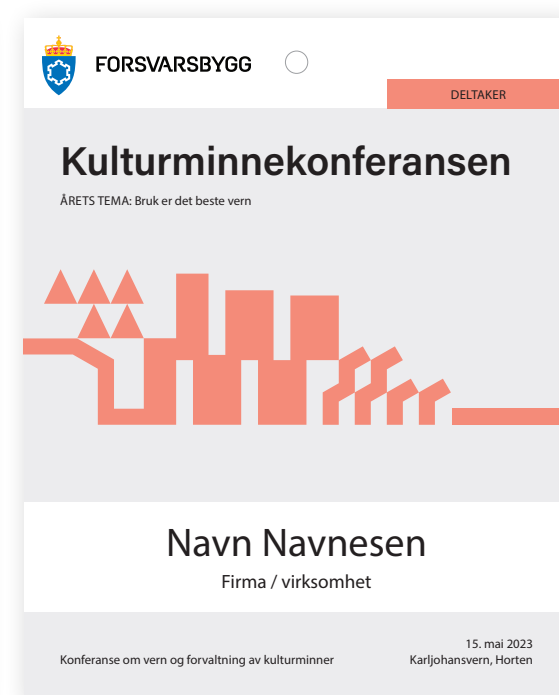 FORSVARSBYGG
DELTAKER
Kulturminnekonferansen
ÅRETS TEMA: Bruk er det beste vern
Navn Navnesen
Firma / virksomhet
15. mai 2023
Konferanse om vern og forvaltning av kulturminner
Karljohansvern, Horten